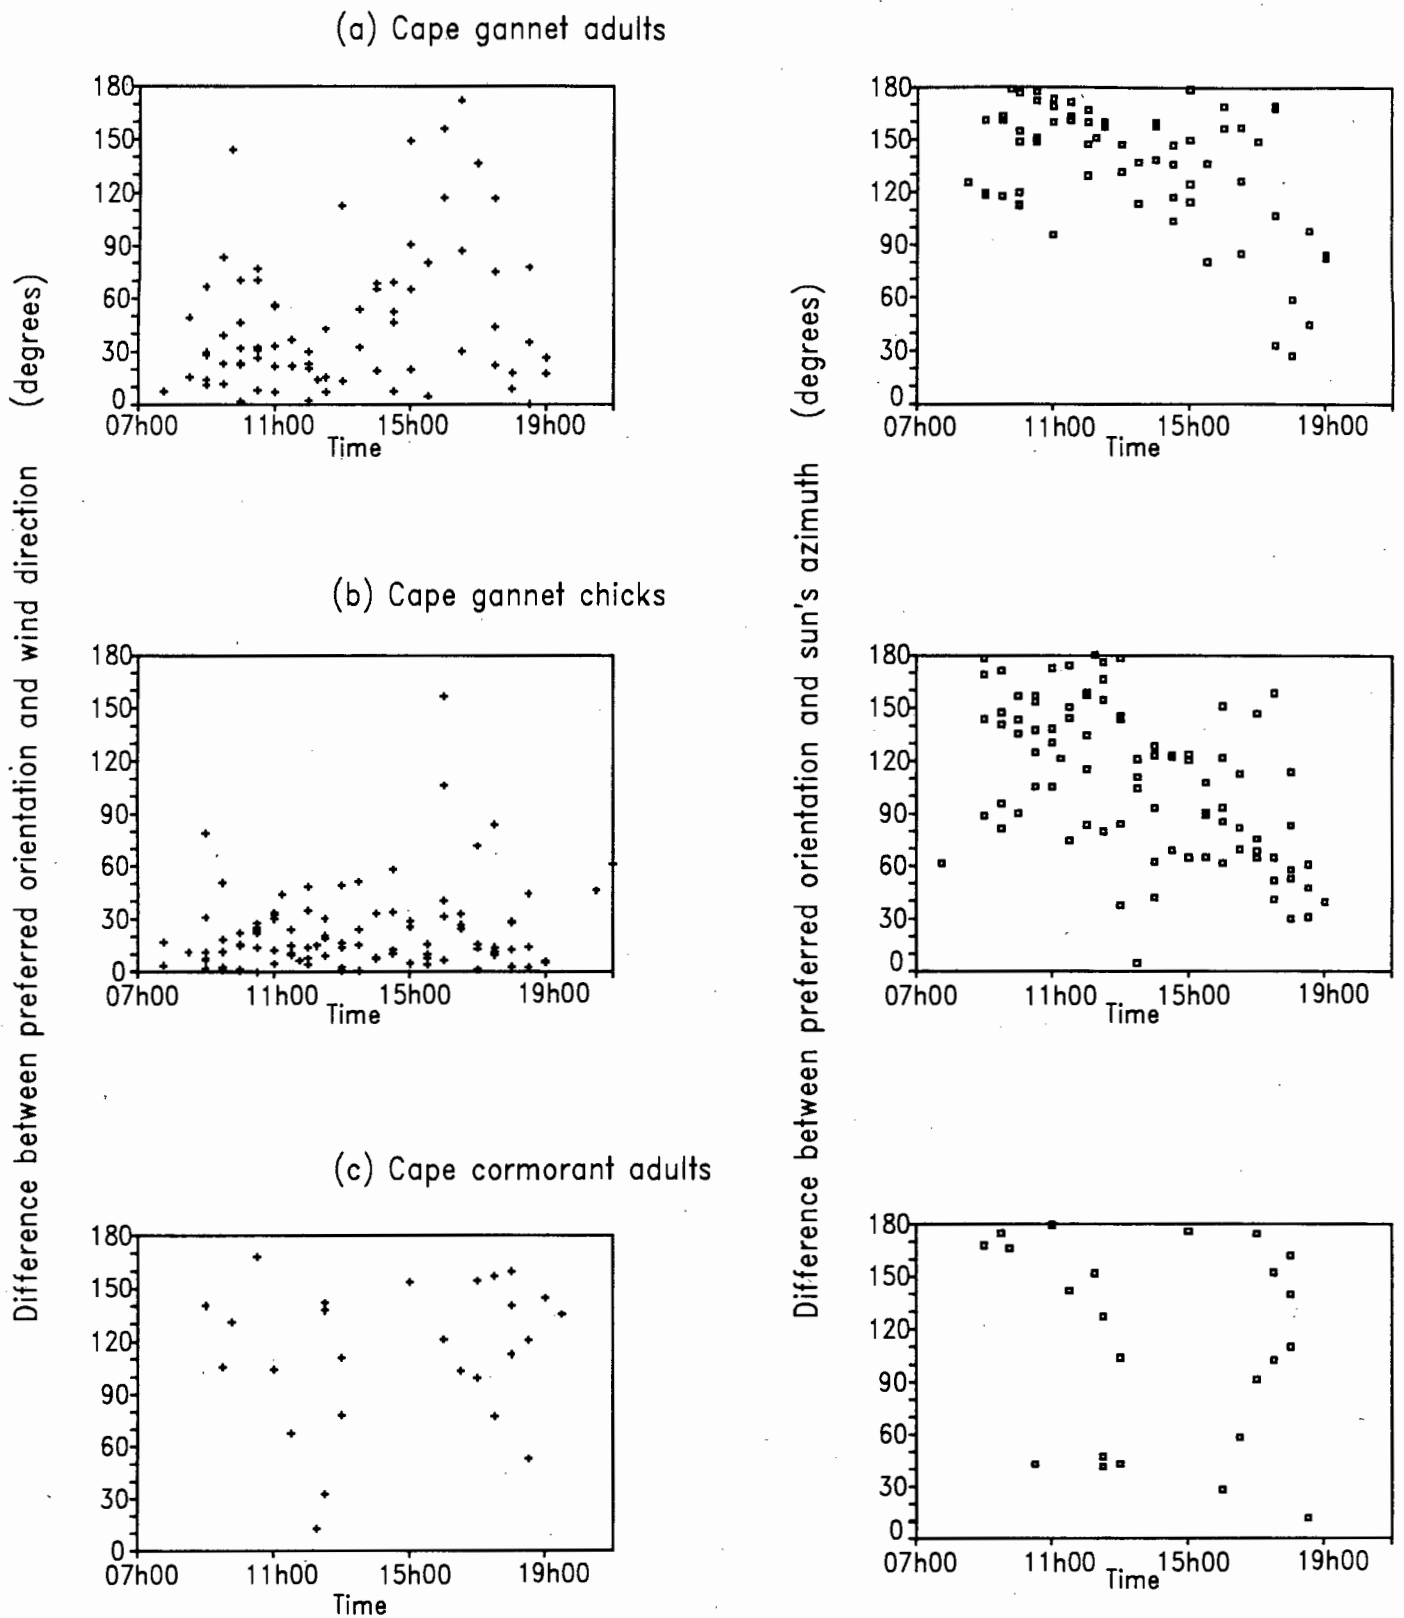 (a) Cape gannet adults
180
150
120
90
60
30
0
07h00 11h00 15h00 19h00
Time
180
150
120
90
60
30
0
07h00 11h00 15h00 19h00
Time
(b) Cape gannet chicks
180
150
120
90
60
30
0
07h00 11h00 15h00 19h00
Time
180
150
120
90
60
30
0
07h00 11h00 15h00 19h00
Time
(c) Cape cormorant adults
180
150
120
90
60
30
0
07h00 11h00 15h00 19h00
Time
180
150
120
90
60
30
0
07h00 11h00 15h00 19h00
Time
Difference between preferred orientation and wind direction (degrees)
Difference between preferred orientation and sun's azimuth (degrees)